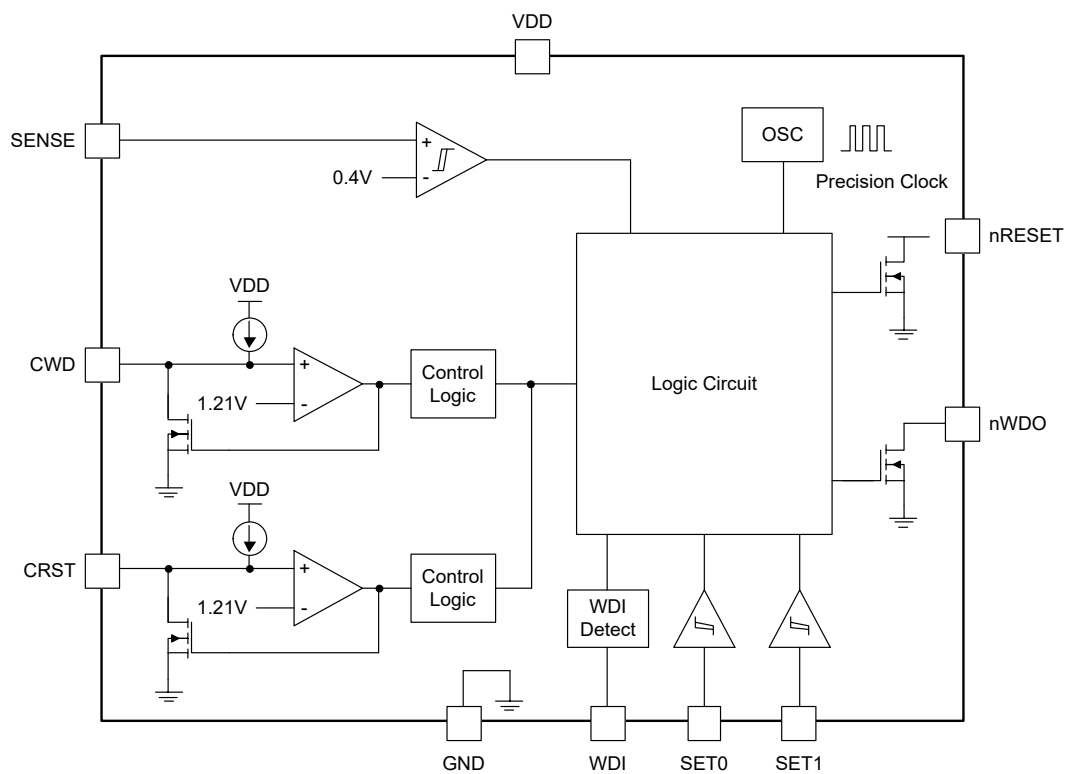 VDD
SENSE
+
-
0.4V
OSC
Precision Clock
nRESET
VDD
CWD
+
-
1.21V
Control
Logic
Logic Circuit
nWDO
VDD
CRST
+
-
1.21V
Control
Logic
WDI
Detect
GND
WDI
SET0
SET1